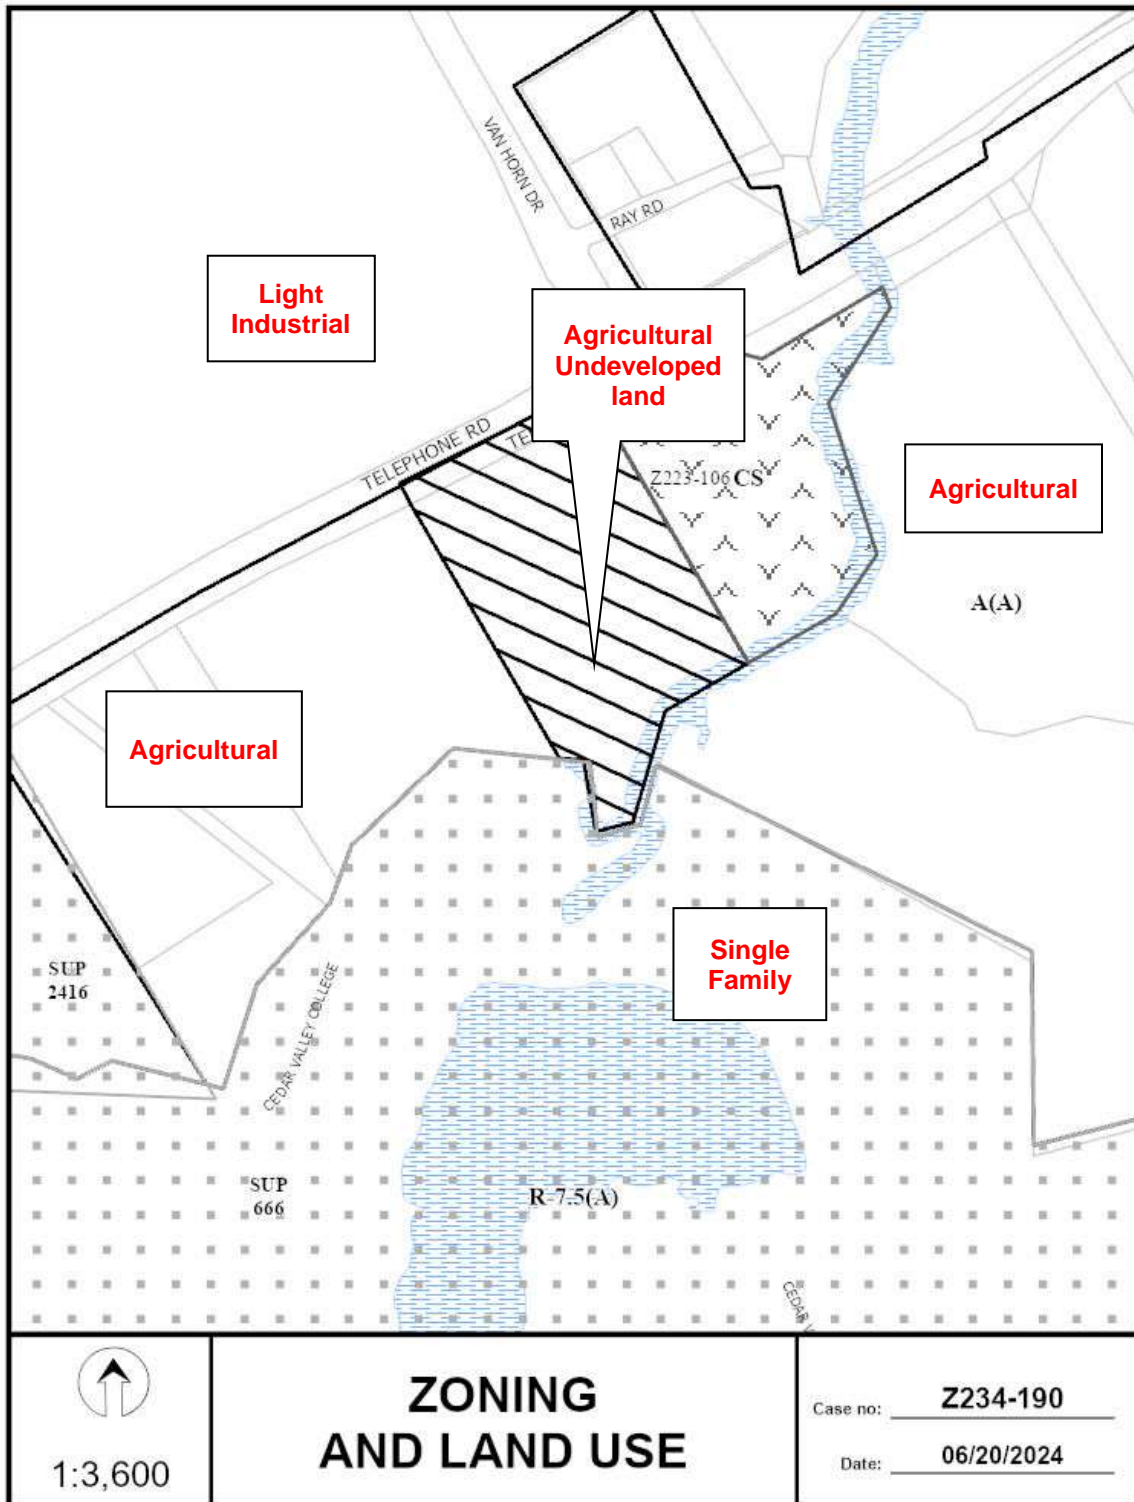 VAN HORN DR
RAY RD
Light
Industrial
Agricultural
Undeveloped
land
TELEPHONE RD
TE
Z223-106 CS
Agricultural
A(A)
Agricultural
Single
Family
SUP
2416
CEDAR VALLEY COLLEGE
SUP
666
R-7.5(A)
CEDAR V
1:3,600
ZONING
AND LAND USE
Case no: Z234-190
Date: 06/20/2024